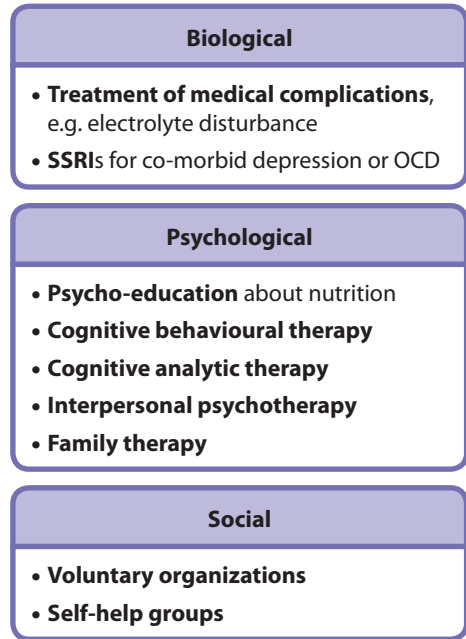 Biological
• Treatment of medical complications,
e.g. electrolyte disturbance
• SSRIs for co-morbid depression or OCD
Psychological
• Psycho-education about nutrition
• Cognitive behavioural therapy
• Cognitive analytic therapy
• Interpersonal psychotherapy
• Family therapy
Social
• Voluntary organizations
• Self-help groups